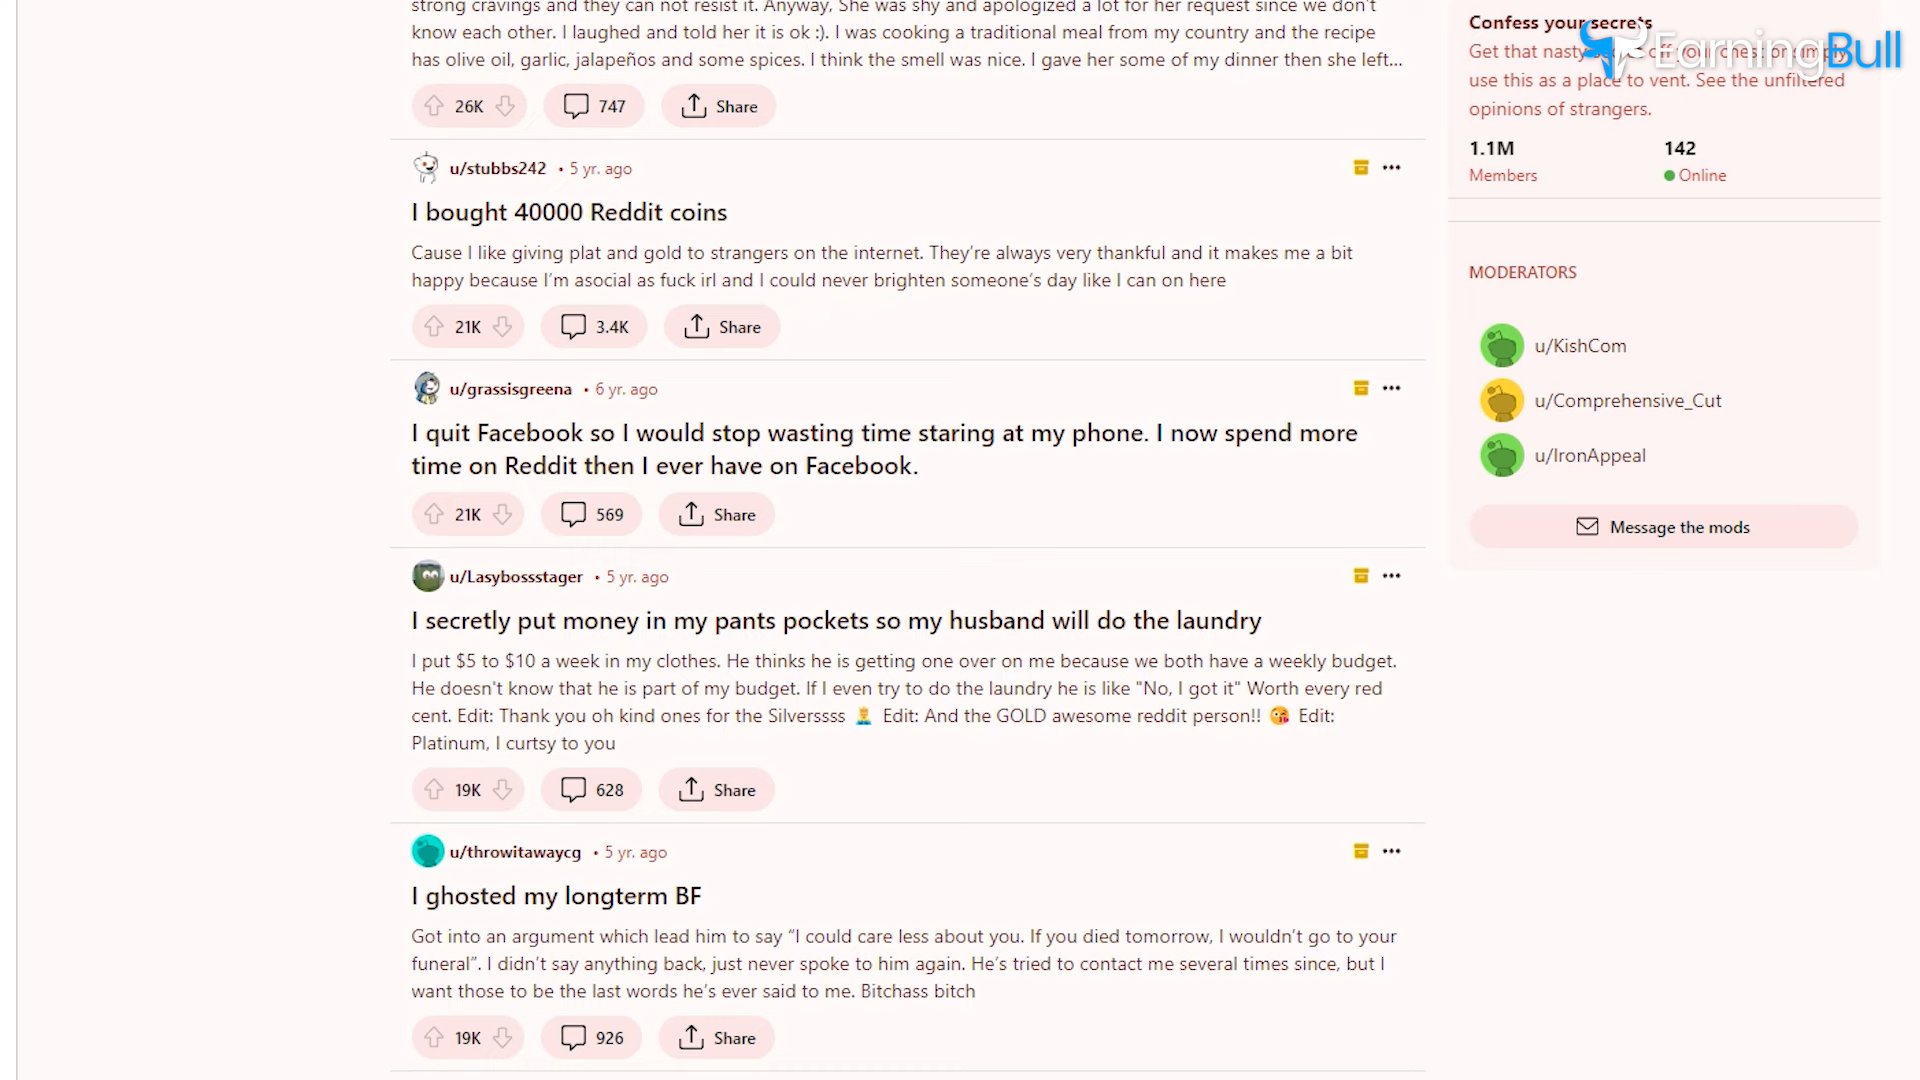 strong cravings and they can not resist it. Anyway, She was shy and apologized a lot for her request since we don't
know each other. I laughed and told her it is ok :). I was cooking a traditional meal from my country and the recipe
has olive oil, garlic, jalapeños and some spices. I think the smell was nice. I gave her some of my dinner then she left...
26K 747 Share
u/stubbs242 • 5 yr. ago
I bought 40000 Reddit coins
Cause I like giving plat and gold to strangers on the internet. They're always very thankful and it makes me a bit
happy because I'm asocial as fuck irl and I could never brighten someone's day like I can on here
21K 3.4K Share
u/grassisgreena • 6 yr. ago
I quit Facebook so I would stop wasting time staring at my phone. I now spend more
time on Reddit then I ever have on Facebook.
21K 569 Share
u/Lasybossstager • 5 yr. ago
I secretly put money in my pants pockets so my husband will do the laundry
I put $5 to $10 a week in my clothes. He thinks he is getting one over on me because we both have a weekly budget.
He doesn't know that he is part of my budget. If I even try to do the laundry he is like "No, I got it" Worth every red
cent. Edit: Thank you oh kind ones for the Silverssss Edit: And the GOLD awesome reddit person!! Edit:
Platinum, I curtsy to you
19K 628 Share
u/throwitawaycg • 5 yr. ago
I ghosted my longterm BF
Got into an argument which lead him to say “I could care less about you. If you died tomorrow, I wouldn't go to your
funeral”. I didn't say anything back, just never spoke to him again. He's tried to contact me several times since, but I
want those to be the last words he's ever said to me. Bitchass bitch
19K 926 Share
Confess your secrets
EarningBull
Get that nasty off your chest or simply
use this as a place to vent. See the unfiltered
opinions of strangers.
1.1M 142
Members Online
MODERATORS
u/KishCom
u/Comprehensive_Cut
u/IronAppeal
Message the mods